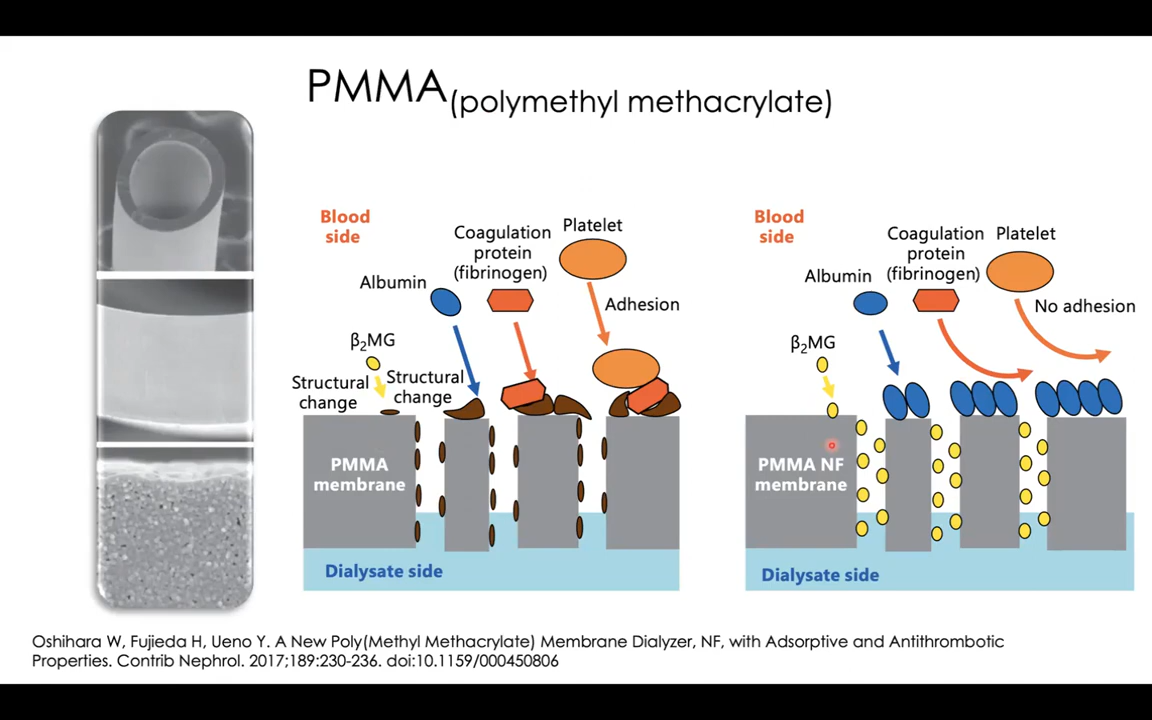 PMMA(polymethyl methacrylate)
Blood
side
Coagulation
protein
(fibrinogen)
Platelet
Albumin
Adhesion
β₂MG
Structural
change
Structural
change
PMMA
membrane
Dialysate side
Blood
side
Coagulation
protein
(fibrinogen)
Platelet
Albumin
No adhesion
β₂MG
PMMA NF
membrane
Dialysate side
Oshihara W, Fujieda H, Ueno Y. A New Poly(Methyl Methacrylate) Membrane Dialyzer, NF, with Adsorptive and Antithrombotic
Properties. Contrib Nephrol. 2017;189:230-236. doi:10.1159/000450806